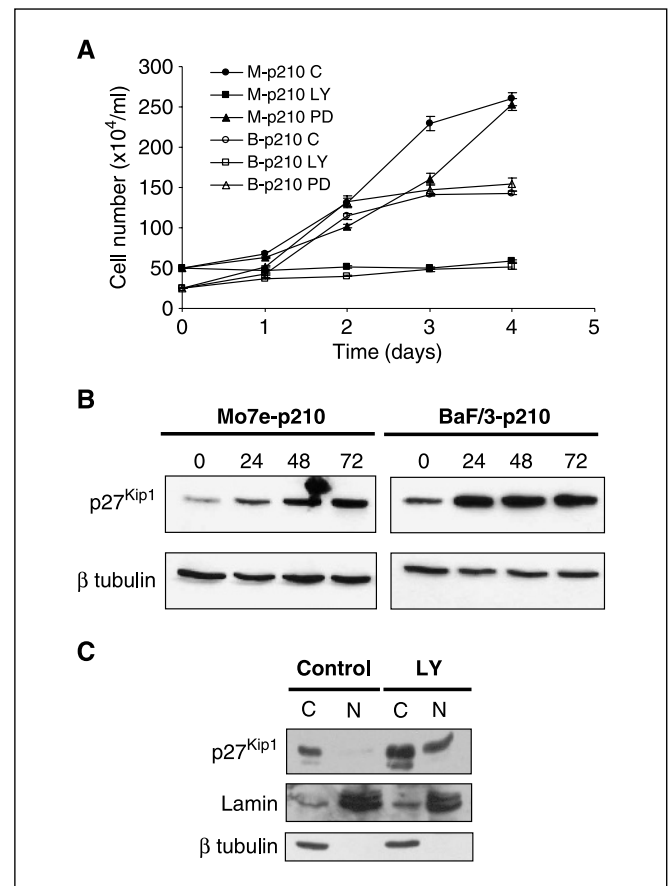 A
300
250
200
150
100
50
0
Cell number (x10⁴/ml)
M-p210 C
M-p210 LY
M-p210 PD
B-p210 C
B-p210 LY
B-p210 PD
0 1 2 3 4 5
Time (days)
B
Mo7e-p210 BaF/3-p210
0 24 48 72 0 24 48 72
p27Kip1
β tubulin
C
Control LY
C N C N
p27Kip1
Lamin
β tubulin